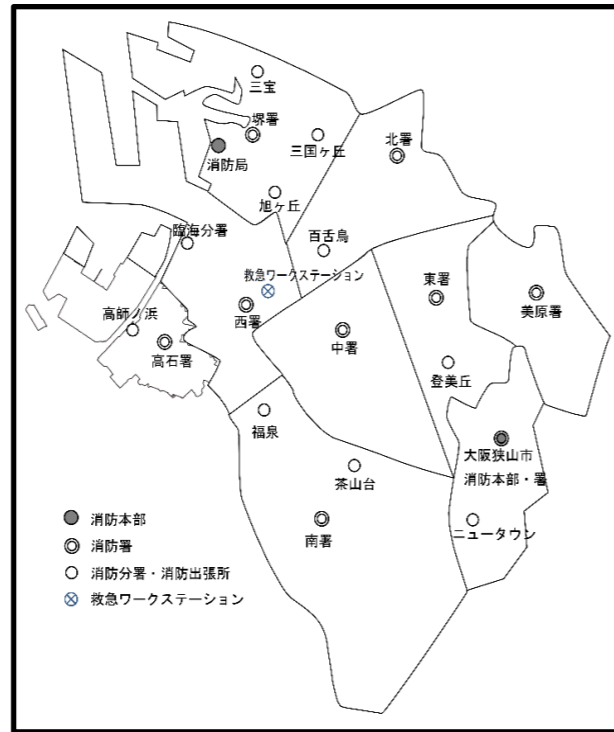 三宝
堺署
消防局
三国ヶ丘
北署
旭ヶ丘
臨海分署
百舌鳥
救急ワークステーション
東署
美原署
西署
高師ノ浜
中署
高石署
登美丘
福泉
大阪狭山市
消防本部・署
茶山台
南署
ニュータウン
消防本部
消防署
消防分署・消防出張所
救急ワークステーション